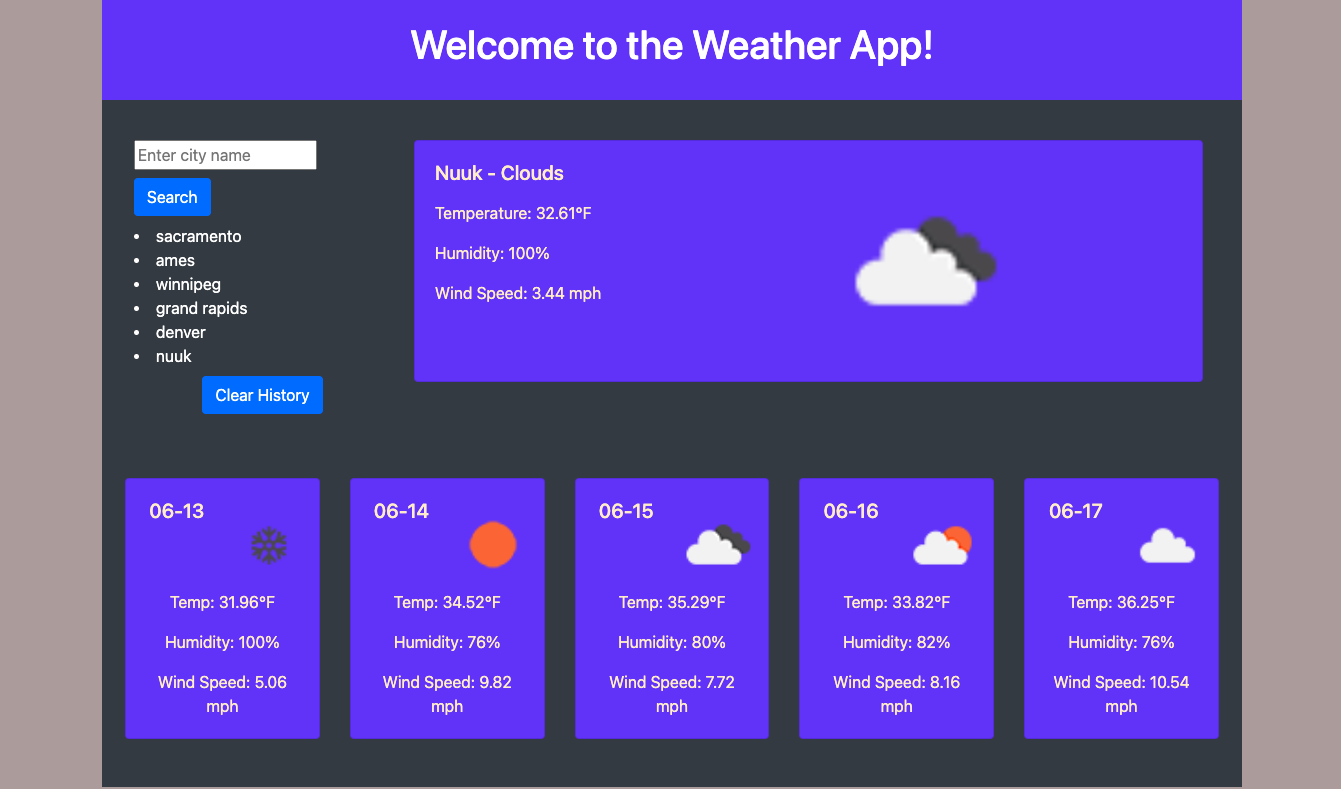 Welcome to the Weather App!
Enter city name
Search
sacramento
ames
winnipeg
grand rapids
denver
nuuk
Clear History
Nuuk - Clouds
Temperature: 32.61°F
Humidity: 100%
Wind Speed: 3.44 mph
06-13
Temp: 31.96°F
Humidity: 100%
Wind Speed: 5.06
mph
06-14
Temp: 34.52°F
Humidity: 76%
Wind Speed: 9.82
mph
06-15
Temp: 35.29°F
Humidity: 80%
Wind Speed: 7.72
mph
06-16
Temp: 33.82°F
Humidity: 82%
Wind Speed: 8.16
mph
06-17
Temp: 36.25°F
Humidity: 76%
Wind Speed: 10.54
mph